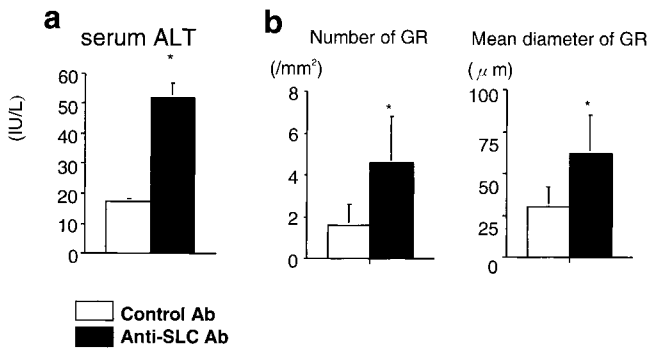 a
serum ALT
(IU/L)
60
50
40
30
20
10
0
*
b
Number of GR
(/mm²)
8
6
4
2
0
*
Mean diameter of GR
(μm)
100
75
50
25
0
*
Control Ab
Anti-SLC Ab